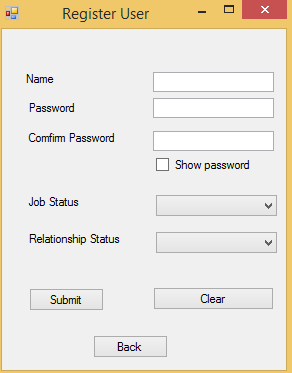 Register User
Name
Password
Comfirm Password
Show password
Job Status
Relationship Status
Submit
Clear
Back